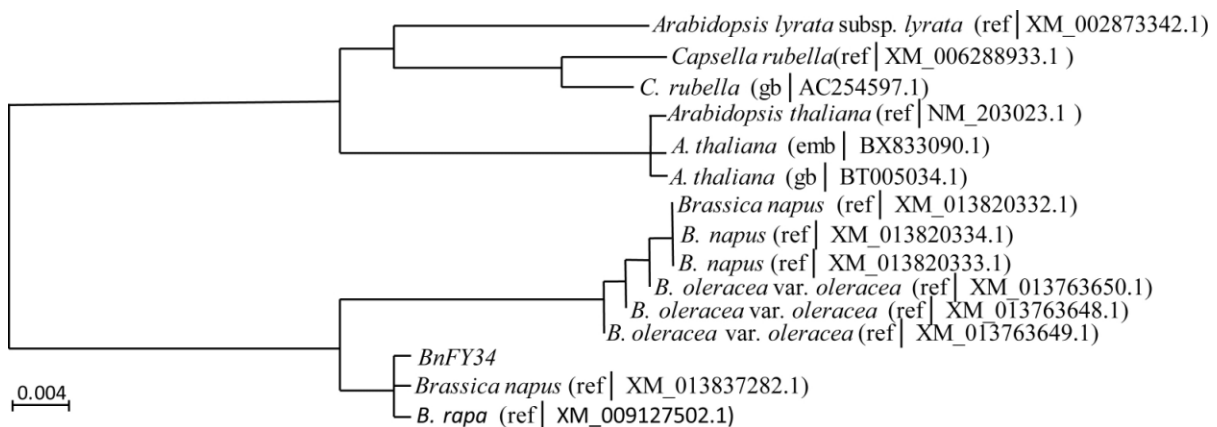 Arabidopsis lyrata subsp. lyrata (ref│XM_002873342.1)
Capsella rubella(ref│XM_006288933.1 )
C. rubella (gb│AC254597.1)
Arabidopsis thaliana (ref│NM_203023.1 )
A. thaliana (emb│ BX833090.1)
A. thaliana (gb│ BT005034.1)
Brassica napus (ref│ XM_013820332.1)
B. napus (ref│ XM_013820334.1)
B. napus (ref│ XM_013820333.1)
B. oleracea var. oleracea (ref│ XM_013763650.1)
B. oleracea var. oleracea (ref│ XM_013763648.1)
B. oleracea var. oleracea (ref│ XM_013763649.1)
BnFY34
Brassica napus (ref│ XM_013837282.1)
B. rapa (ref│ XM_009127502.1)
0.004